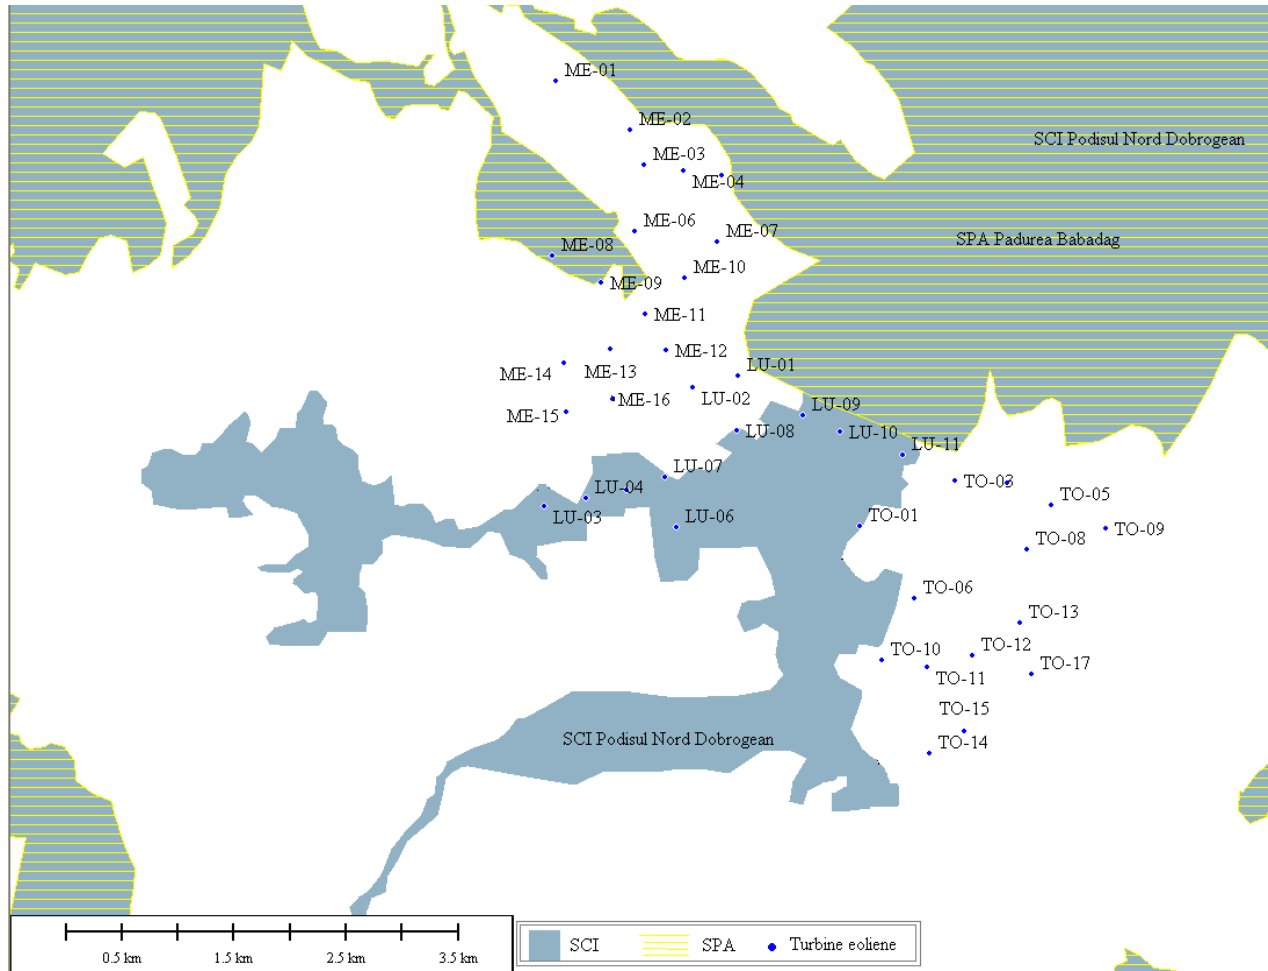 ME-01
ME-02
SCI Podisul Nord Dobrogean
ME-03
ME-04
ME-06
ME-07
SPA Padurea Babadag
ME-08
ME-10
ME-09
ME-11
ME-12
LU-01
ME-13
ME-14
LU-02
ME-16
ME-15
LU-09
LU-08
LU-10
LU-11
LU-07
TO-03
LU-04
TO-05
LU-03
LU-06
TO-01
TO-09
TO-08
TO-06
TO-13
TO-10
TO-12
TO-11
TO-17
TO-15
SCI Podisul Nord Dobrogean
TO-14
0.5 km 1.5 km 2.5 km 3.5 km
SCI SPA Turbine eoliene